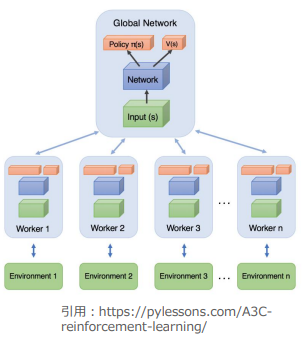 Global Network
Policy π(s) V(s)
Network
Input (s)
Worker 1 Worker 2 Worker 3 ... Worker n
Environment 1 Environment 2 Environment 3 ... Environment n
引用：https://pylessons.com/A3C-
reinforcement-learning/